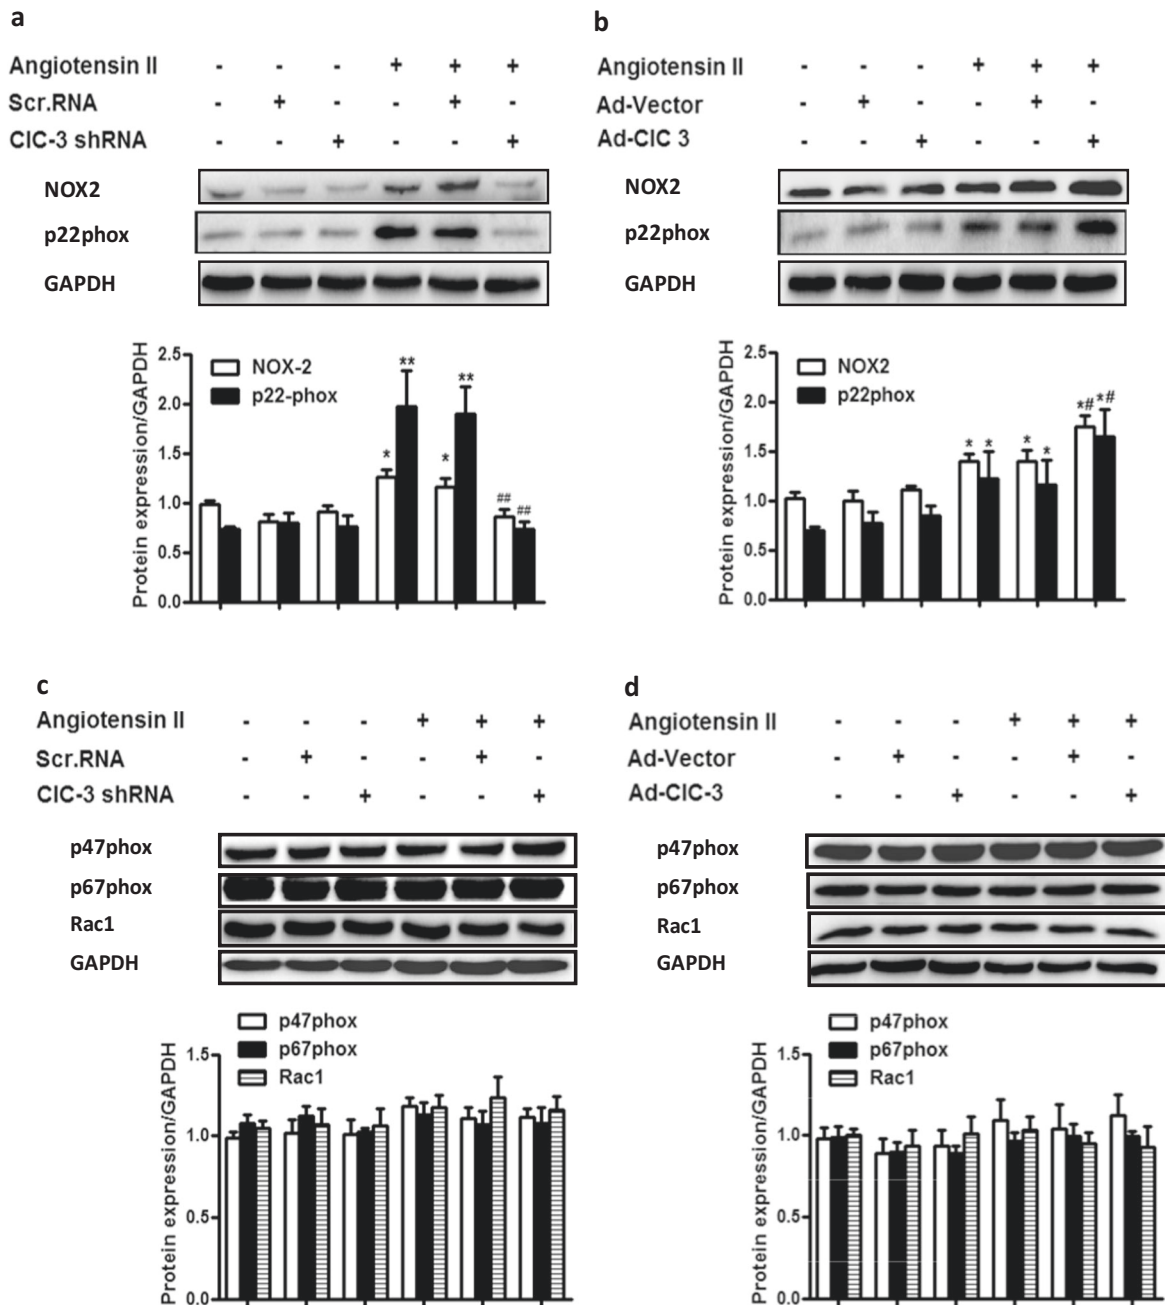 a
Angiotensin II - - - + + +
Scr.RNA - + - - + -
CIC-3 shRNA - - + - - +
NOX2
p22phox
GAPDH
Protein expression/GAPDH
2.5
2.0
1.5
1.0
0.5
0.0
NOX-2
p22-phox
* ** * ** ## ##
b
Angiotensin II - - - + + +
Ad-Vector - + - - + -
Ad-CIC 3 - - + - - +
NOX2
p22phox
GAPDH
Protein expression/GAPDH
2.5
2.0
1.5
1.0
0.5
0.0
NOX2
p22phox
* * * * *# *#
c
Angiotensin II - - - + + +
Scr.RNA - + - - + -
CIC-3 shRNA - - + - - +
p47phox
p67phox
Rac1
GAPDH
Protein expression/GAPDH
1.5
1.0
0.5
0.0
p47phox
p67phox
Rac1
d
Angiotensin II - - - + + +
Ad-Vector - + - - + -
Ad-CIC-3 - - + - - +
p47phox
p67phox
Rac1
GAPDH
Protein expression/GAPDH
1.5
1.0
0.5
0.0
p47phox
p67phox
Rac1